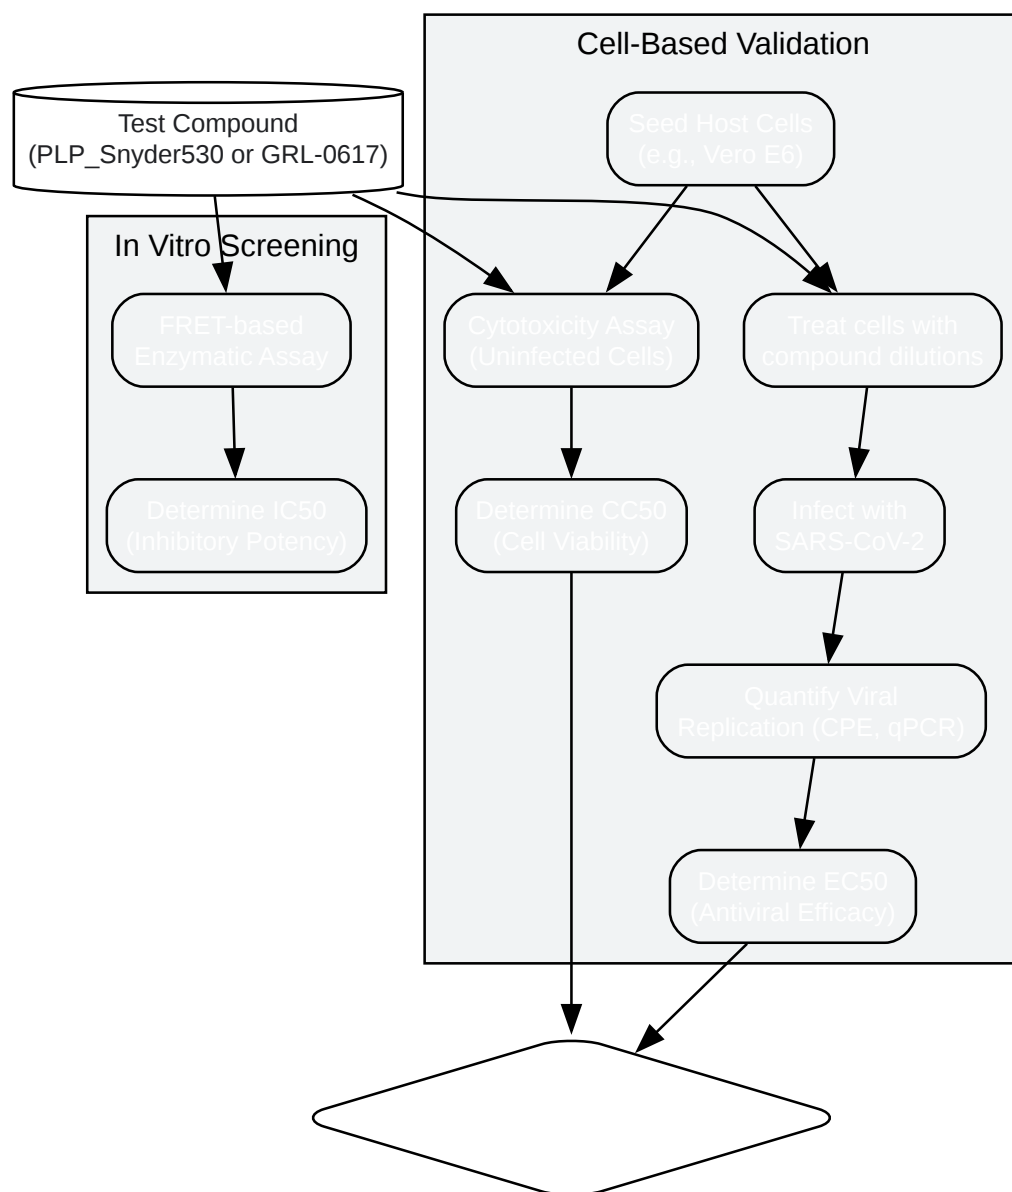 Cell-Based Validation
Seed Host Cells
(e.g., Vero E6)
Test Compound
(PLP_Snyder530 or GRL-0617)
In Vitro Screening
FRET-based
Enzymatic Assay
Cytotoxicity Assay
(Uninfected Cells)
Treat cells with
compound dilutions
Determine IC50
(Inhibitory Potency)
Determine CC50
(Cell Viability)
Infect with
SARS-CoV-2
Quantify Viral
Replication (CPE, qPCR)
Determine EC50
(Antiviral Efficacy)